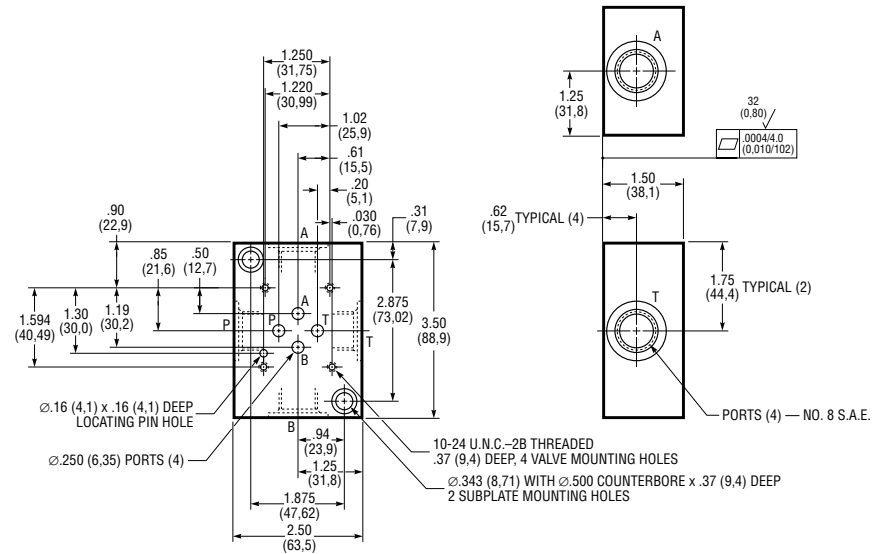 1.250
(31,75)
1.220
(30,99)
1.02
(25,9)
.61
(15,5)
.20
(5,1)
.030
(0,76)
.31
(7,9)
.90
(22,9)
.85
(21,6)
.50
(12,7)
A
A
P
P
T
T
B
B
1.594
(40,49)
1.30
(30,0)
1.19
(30,2)
2.875
(73,02)
3.50
(88,9)
∅.16 (4,1) x .16 (4,1) DEEP
LOCATING PIN HOLE
∅.250 (6,35) PORTS (4)
.94
(23,9)
1.25
(31,8)
1.875
(47,62)
2.50
(63,5)
10-24 U.N.C.–2B THREADED
.37 (9,4) DEEP, 4 VALVE MOUNTING HOLES
∅.343 (8,71) WITH ∅.500 COUNTERBORE x .37 (9,4) DEEP
2 SUBPLATE MOUNTING HOLES
A
1.25
(31,8)
32
(0,80)
.0004/4.0
(0,010/102)
1.50
(38,1)
.62
(15,7) TYPICAL (4)
1.75
(44,4) TYPICAL (2)
T
PORTS (4) — NO. 8 S.A.E.